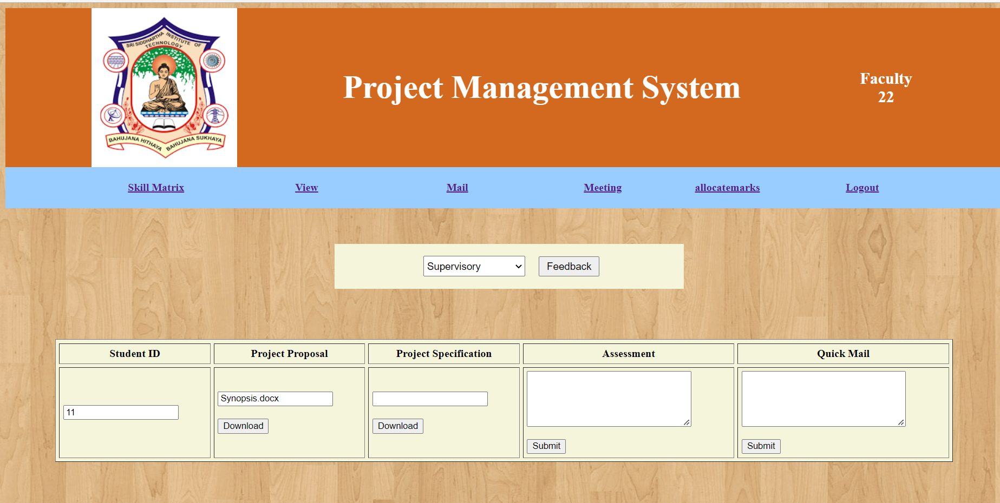 SRI SIDDHARTHA INSTITUTE OF
TECHNOLOGY
BAHUJANA HITHAYA BAHUJANA SUKHAYA
Project Management System
Faculty
22
Skill Matrix View Mail Meeting allocatemarks Logout
Supervisory Feedback
Student ID Project Proposal Project Specification Assessment Quick Mail
11
Synopsis.docx
Download Download
Submit Submit